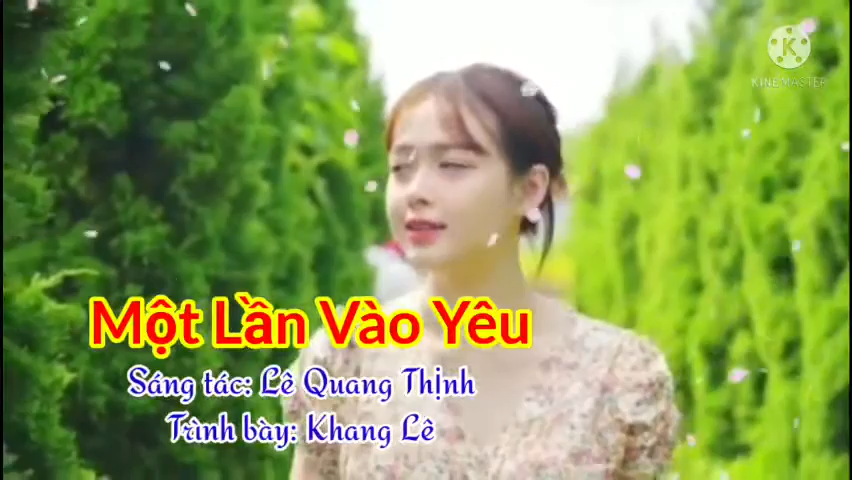 KINEMASTER
Một Lần Vào Yêu
Sáng tác: Lê Quang Thịnh
Trình bày: Khang Lê